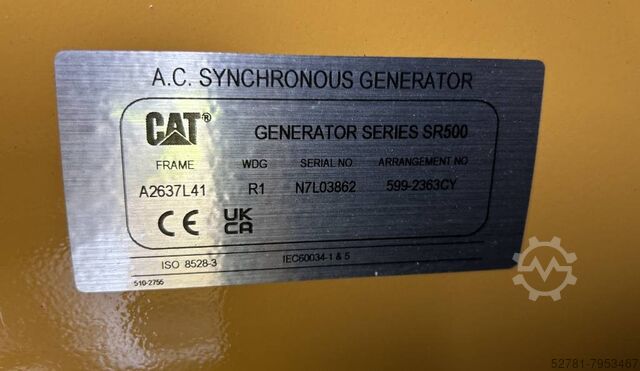 A.C. SYNCHRONOUS GENERATOR
CAT® GENERATOR SERIES SR500
FRAME WDG SERIAL NO ARRANGEMENT NO
A2637L41 R1 N7L03862 599-2363CY
CE UK CA
ISO 8528-3 IEC60034-1 & 5
510-2756
52781-7953467